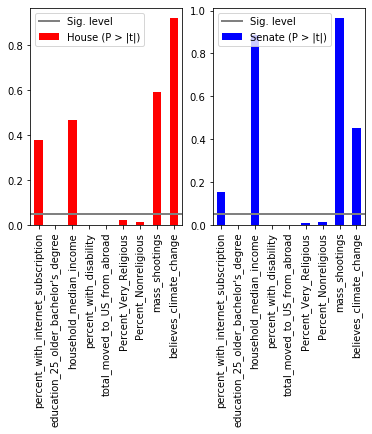 Sig. level
House (P > |t|)
0.8
0.6
0.4
0.2
0.0
percent_with_internet_subscription
education_25_older_bachelor's_degree
household_median_income
percent_with_disability
total_moved_to_US_from_abroad
Percent_Very_Religious
Percent_Nonreligious
mass_shootings
believes_climate_change
Sig. level
Senate (P > |t|)
1.0
0.8
0.6
0.4
0.2
0.0
percent_with_internet_subscription
education_25_older_bachelor's_degree
household_median_income
percent_with_disability
total_moved_to_US_from_abroad
Percent_Very_Religious
Percent_Nonreligious
mass_shootings
believes_climate_change